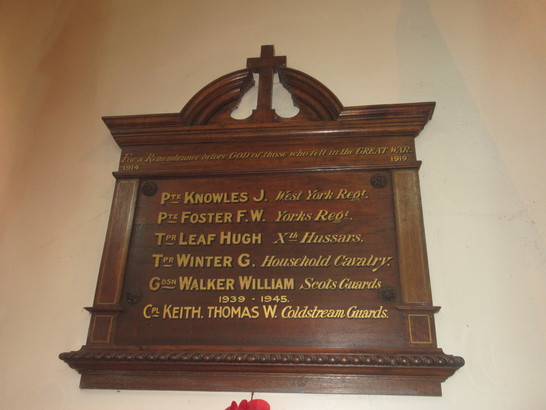 For a Remembrance before GOD of those who fell in the GREAT WAR.
1914 1919
PTE KNOWLES J. West York Regt.
PTE FOSTER F.W. Yorks Regt.
TPR LEAF HUGH Xth Hussars.
TPR WINTER G. Household Cavalry.
GDSN WALKER WILLIAM Scots Guards
1939 - 1945.
CPL KEITH. THOMAS W. Coldstream Guards.